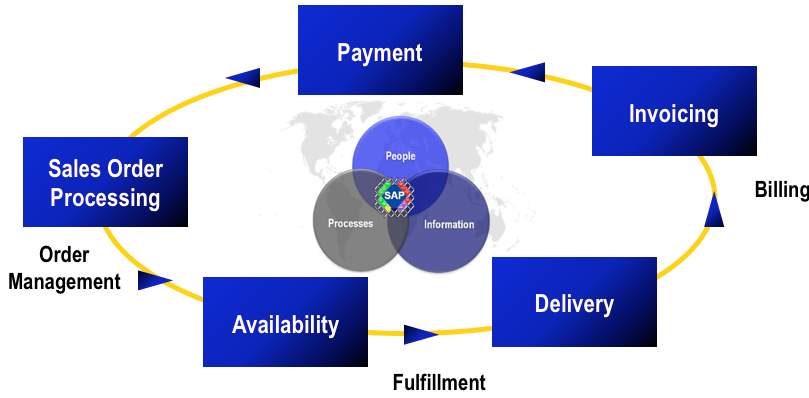 Payment
Invoicing
Sales Order
Processing
People
SAP
Processes
Information
Billing
Order
Management
Availability
Delivery
Fulfillment